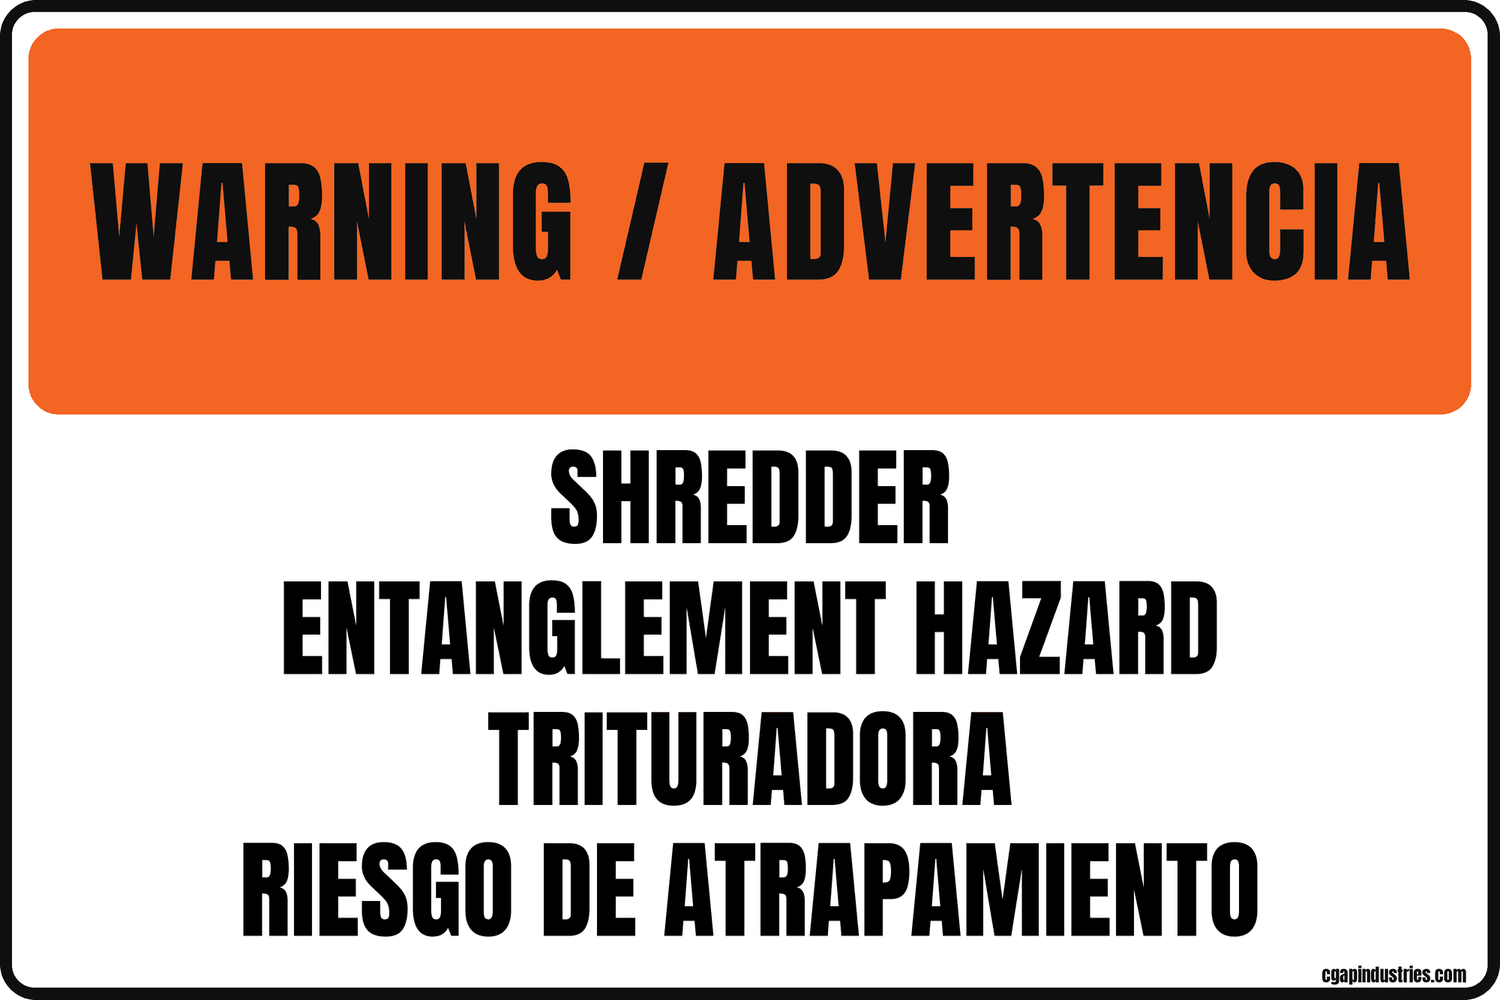 WARNING / ADVERTENCIA
SHREDDER
ENTANGLEMENT HAZARD
TRITURADORA
RIESGO DE ATRAPAMIENTO
cgapindustries.com